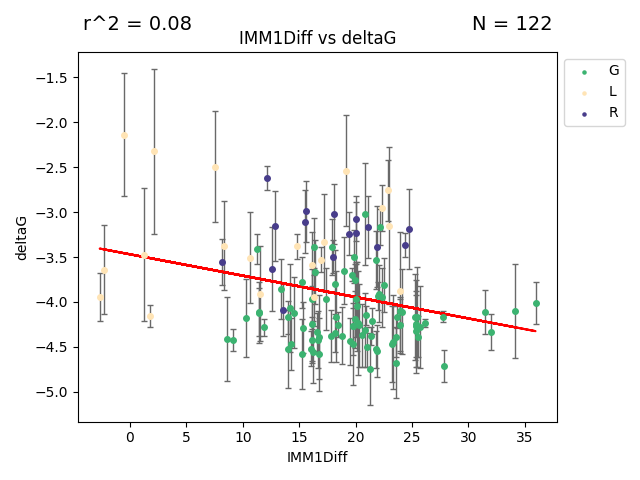 r^2 = 0.08
N = 122
IMM1Diff vs deltaG
G
L
R
−1.5
−2.0
−2.5
−3.0
−3.5
−4.0
−4.5
−5.0
deltaG
0 5 10 15 20 25 30 35
IMM1Diff